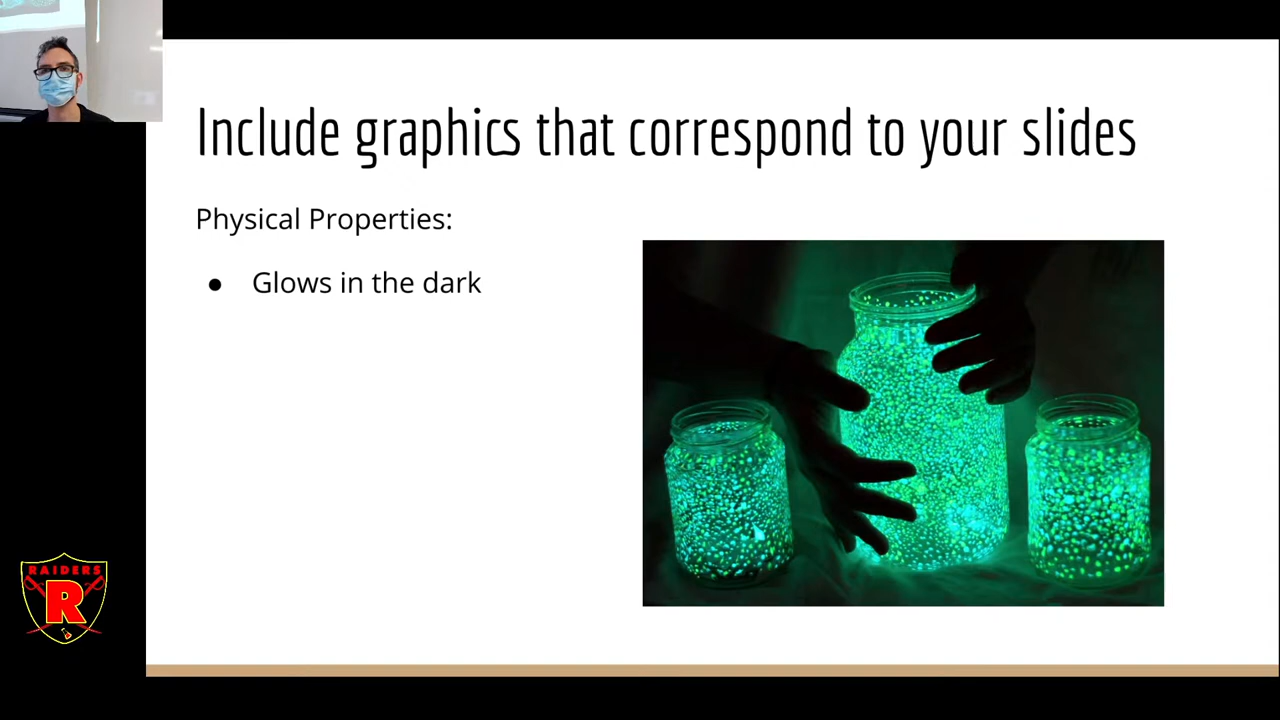 Include graphics that correspond to your slides
Physical Properties:
● Glows in the dark
RAIDERS
R